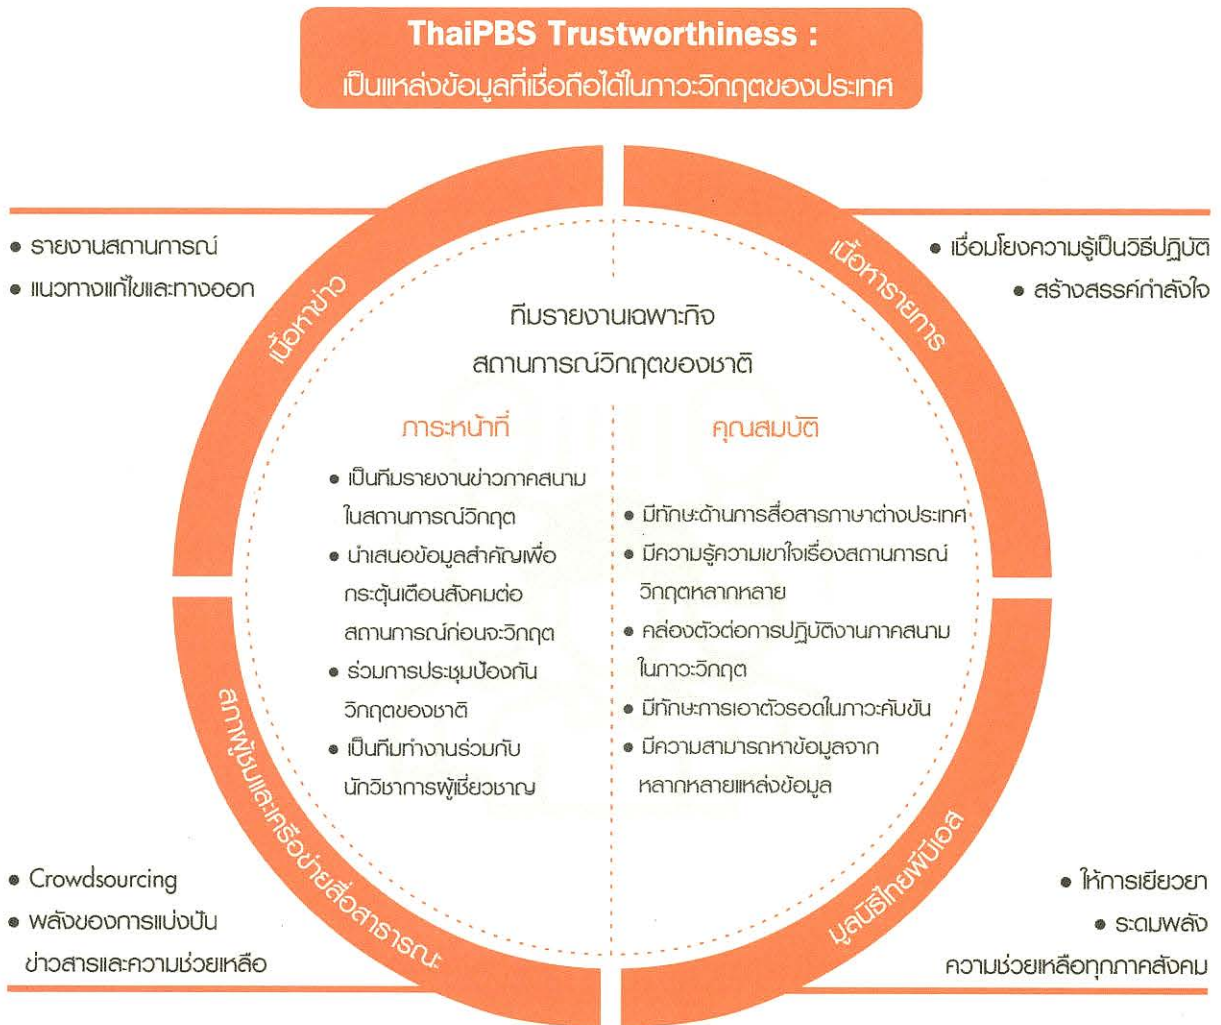 ThaiPBS Trustworthiness :
เป็นแหล่งข้อมูลที่เชื่อถือได้ในภาวะวิกฤตของประเทศ
เนื้อหาข่าว
● รายงานสถานการณ์
● แนวทางแก้ไขและทางออก
เนื้อหารายการ
● เชื่อมโยงความรู้เป็นวิธีปฏิบัติ
● สร้างสรรค์กำลังใจ
ทีมรายงานเฉพาะกิจ
สถานการณ์วิกฤตของชาติ
ภาระหน้าที่
● เป็นทีมรายงานข่าวภาคสนาม
ในสถานการณ์วิกฤต
● นำเสนอข้อมูลสำคัญเพื่อ
กระตุ้นเตือนสังคมต่อ
สถานการณ์ก่อนจะวิกฤต
● ร่วมการประชุมป้องกัน
วิกฤตของชาติ
● เป็นทีมทำงานร่วมกับ
นักวิชาการผู้เชี่ยวชาญ
คุณสมบัติ
● มีทักษะด้านการสื่อสารภาษาต่างประเทศ
● มีความรู้ความเขาใจเรื่องสถานการณ์
วิกฤตหลากหลาย
● คล่องตัวต่อการปฏิบัติงานภาคสนาม
ในภาวะวิกฤต
● มีทักษะการเอาตัวรอดในภาวะคับขัน
● มีความสามารถหาข้อมูลจาก
หลากหลายแหล่งข้อมูล
สภาผู้ชมและเครือข่ายสื่อสาธารณะ
● Crowdsourcing
● พลังของการแบ่งปัน
ข่าวสารและความช่วยเหลือ
มูลนิธิไทยพีบีเอส
● ให้การเยียวยา
● ระดมพลัง
ความช่วยเหลือทุกภาคสังคม